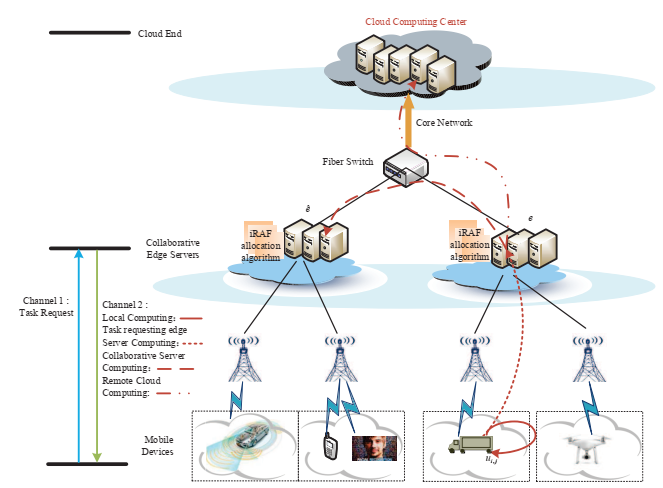 Cloud Computing Center
Cloud End
Core Network
Fiber Switch
è
e
iRAF
allocation
algorithm
iRAF
allocation
algorithm
Collaborative
Edge Servers
Channel 1：
Task Request
Channel 2：
Local Computing：
Task requesting edge
Server Computing：
Collaborative Server
Computing：
Remote Cloud
Computing:
Mobile
Devices
u_{i,j}